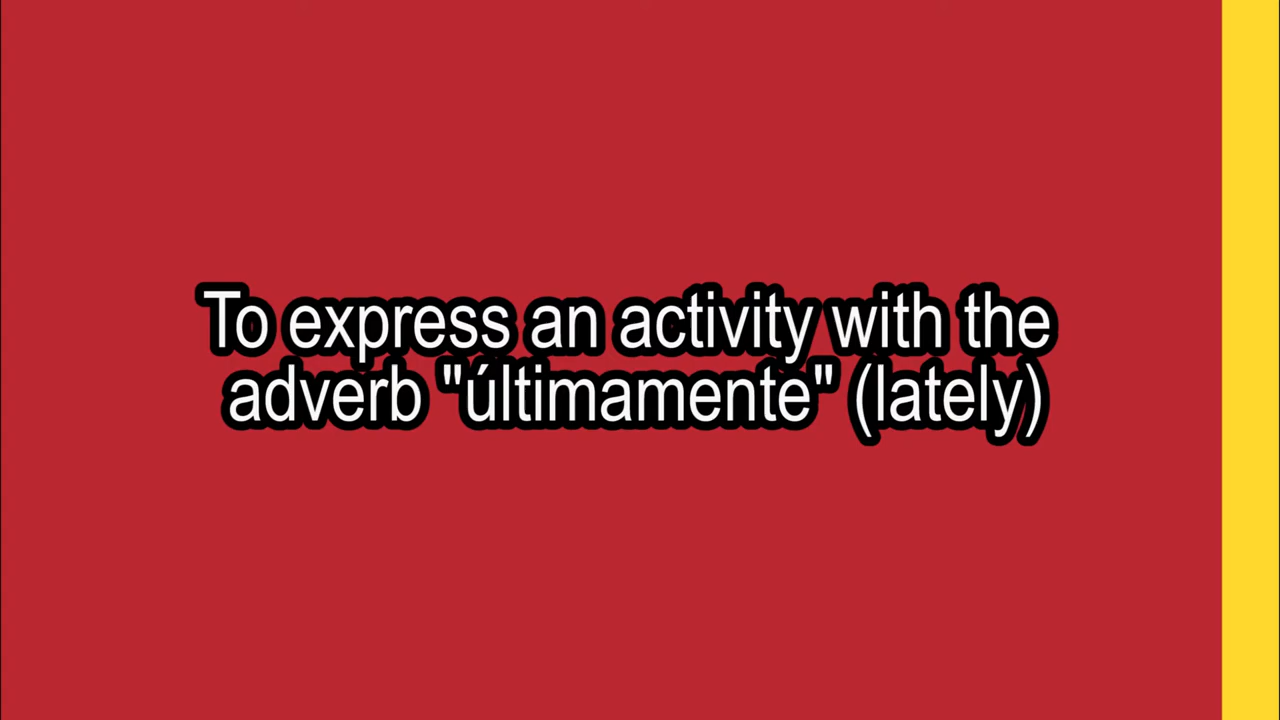 To express an activity with the
adverb "últimamente" (lately)